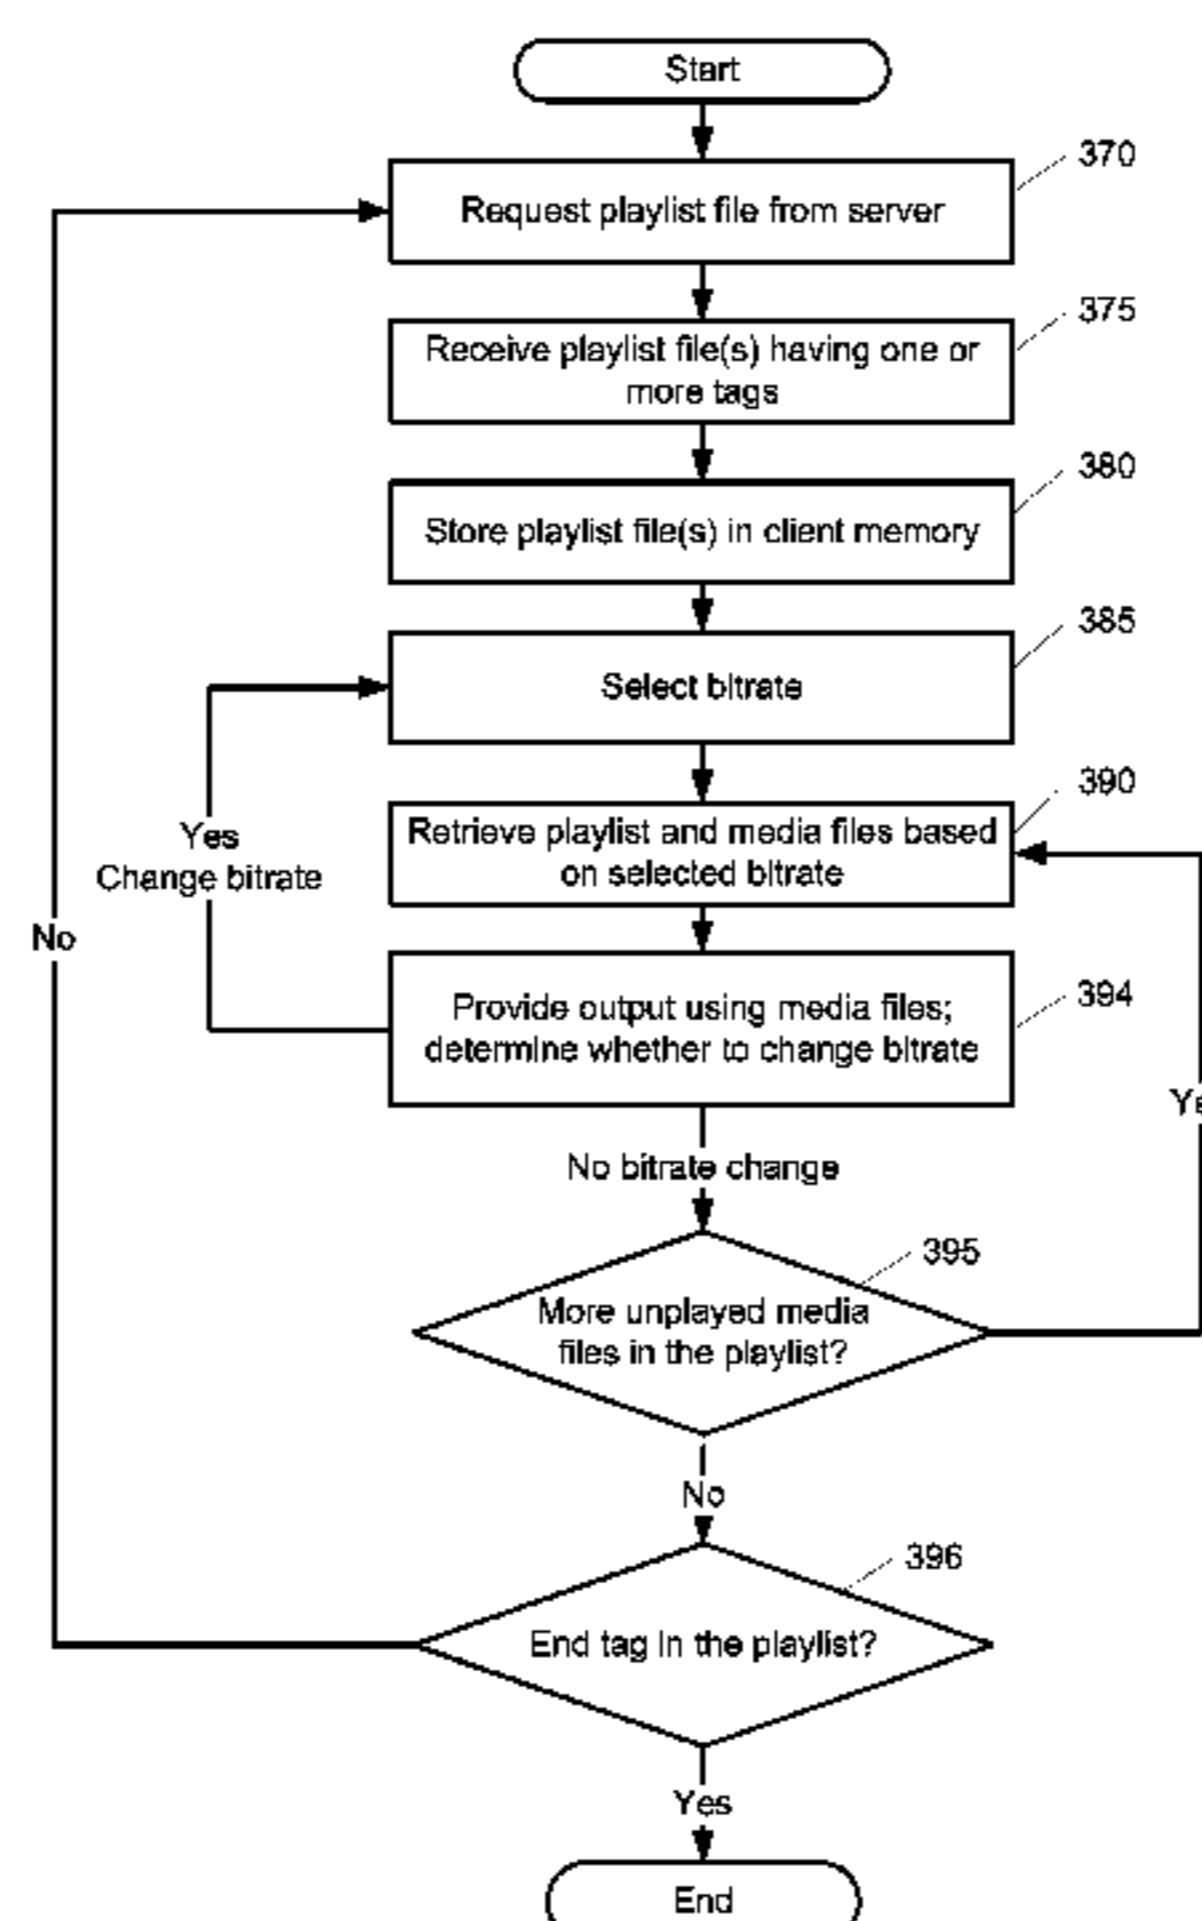 Start
370
Request playlist file from server
375
Receive playlist file(s) having one or
more tags
380
Store playlist file(s) in client memory
385
Select bitrate
390
Retrieve playlist and media files based
on selected bitrate
Yes
Change bitrate
No
394
Provide output using media files;
determine whether to change bitrate
No bitrate change
395
More unplayed media
files in the playlist?
No
396
End tag in the playlist?
Yes
End